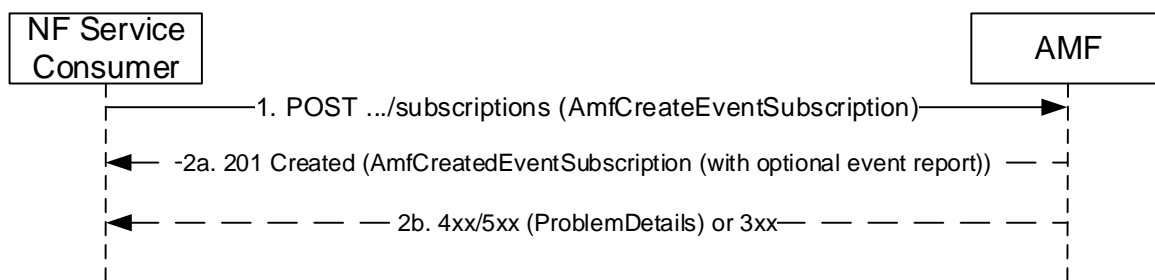 NF Service
Consumer
AMF
1. POST .../subscriptions (AmfCreateEventSubscription)
2a. 201 Created (AmfCreatedEventSubscription (with optional event report))
2b. 4xx/5xx (ProblemDetails) or 3xx